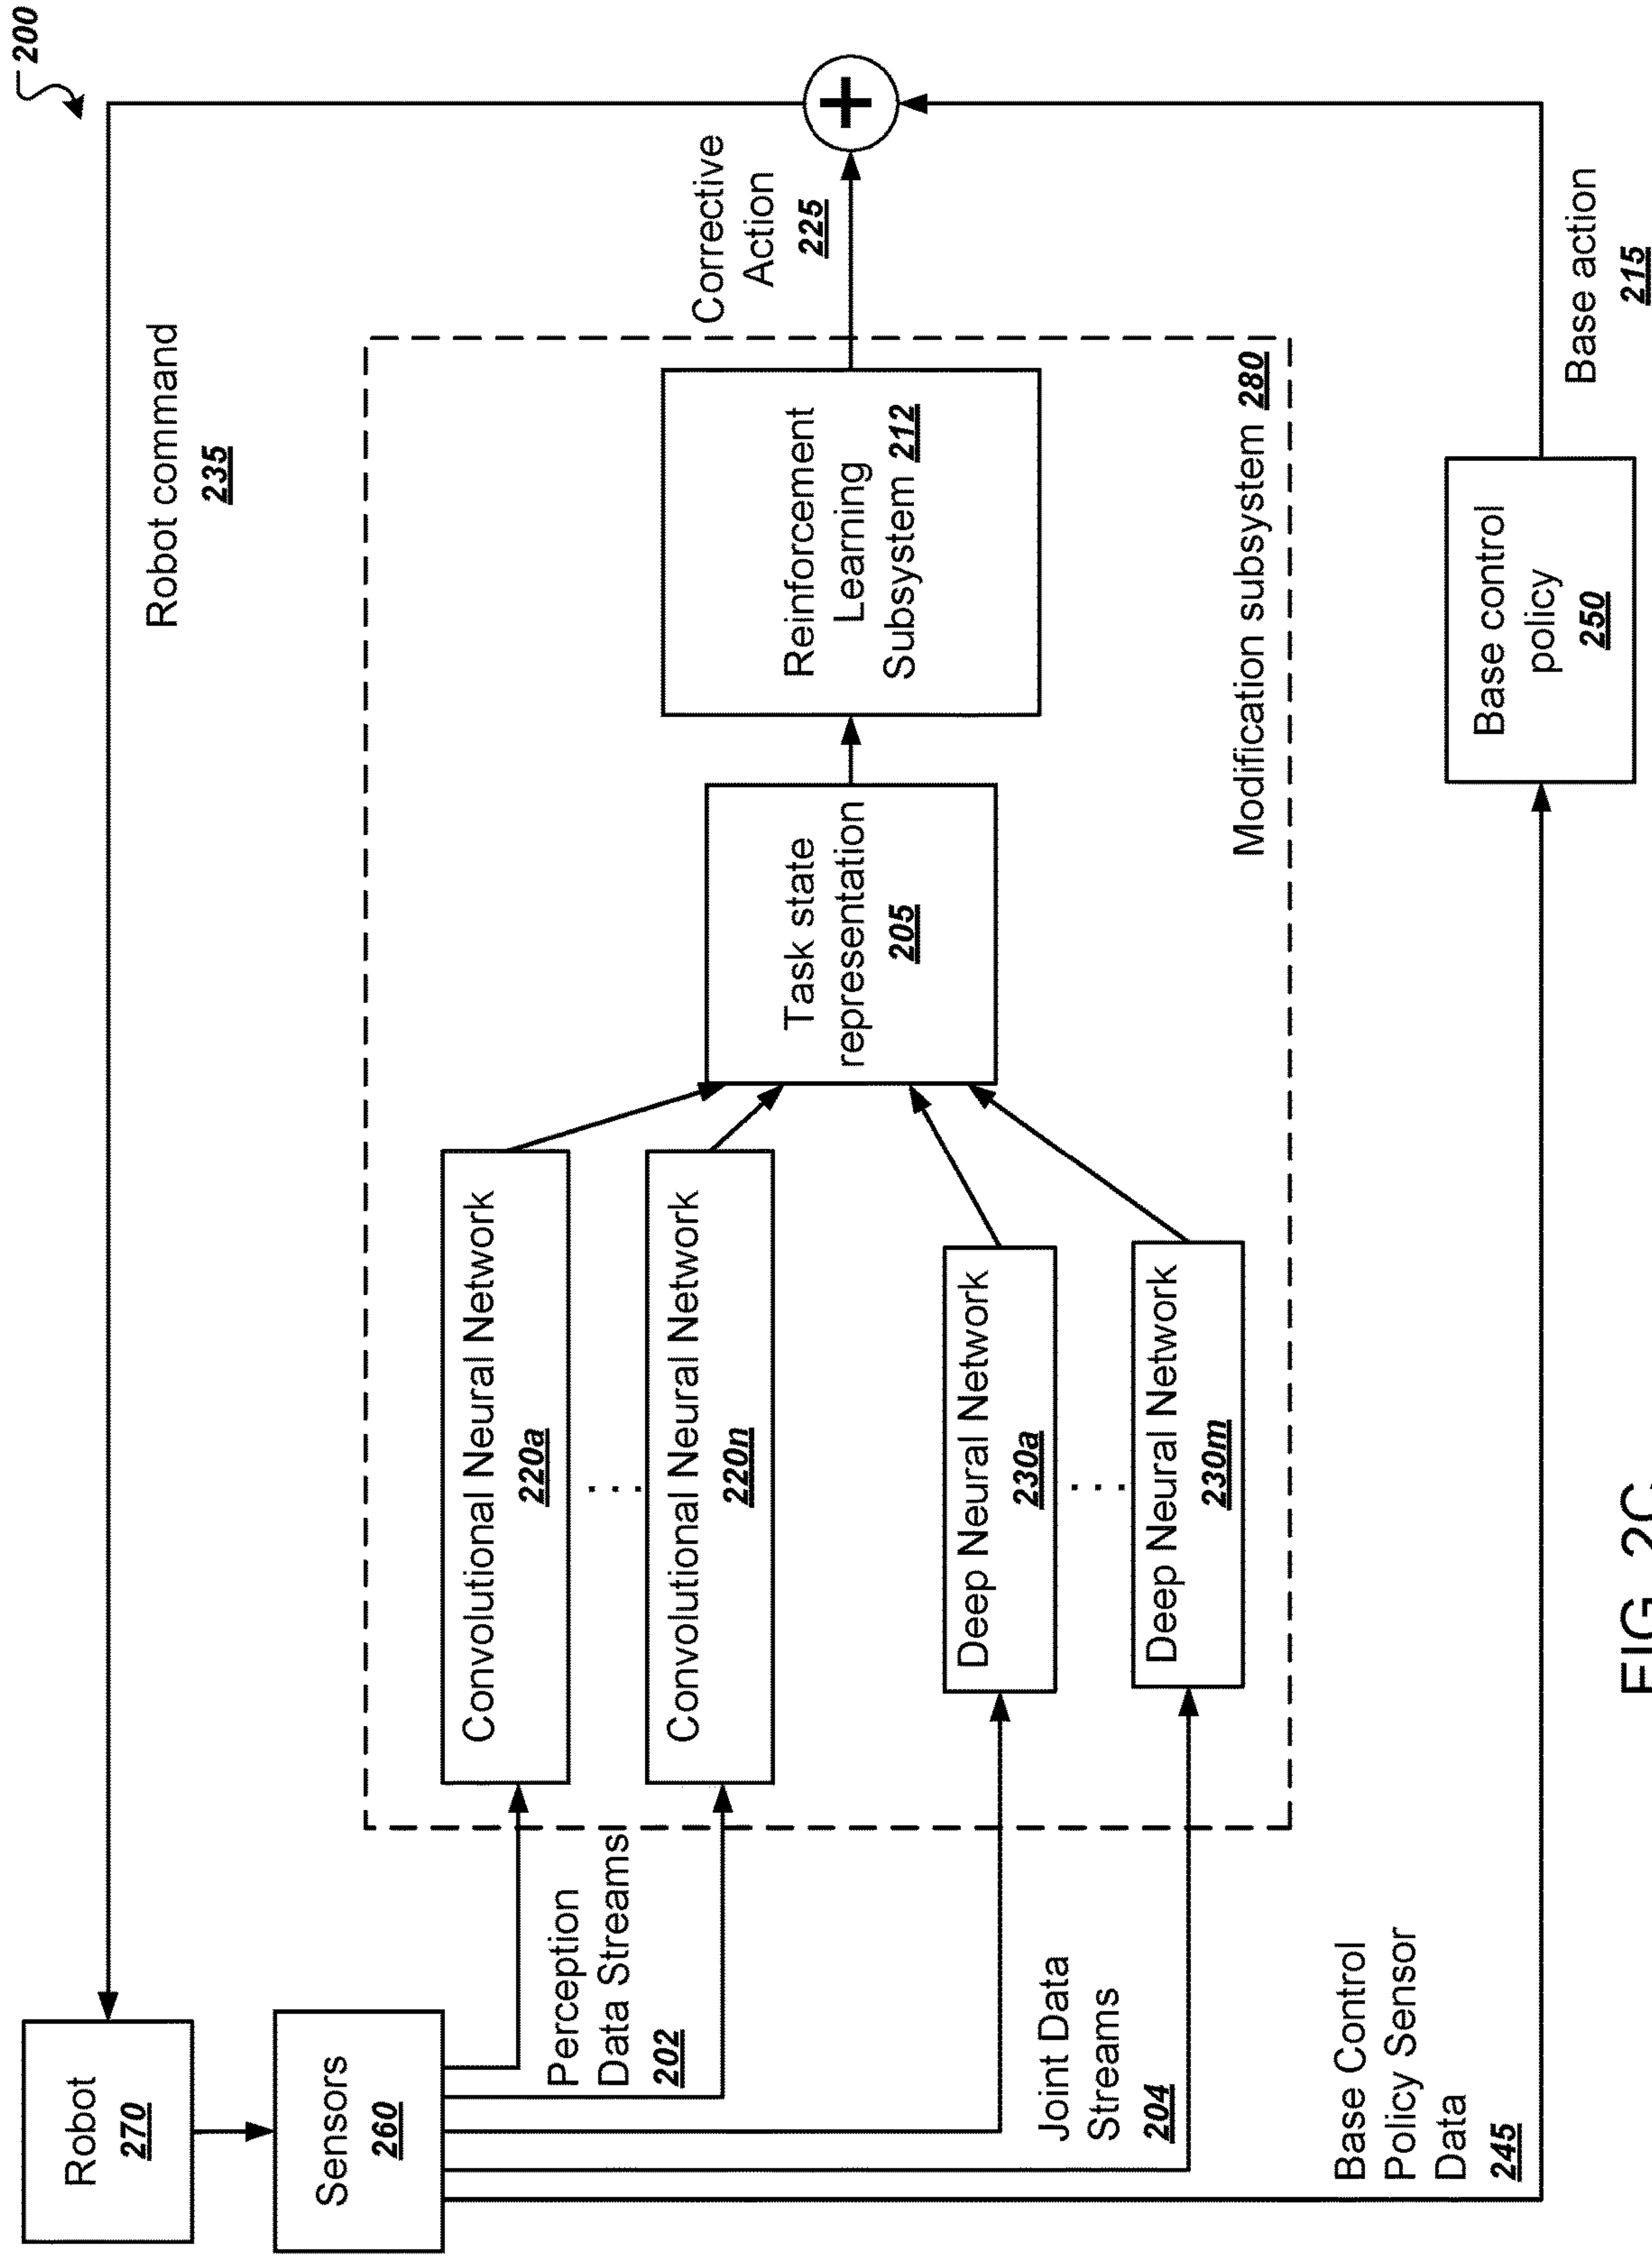 200
Robot command
235
Robot
270
Sensors
260
Perception
Data Streams
202
Joint Data
Streams
204
Base Control
Policy Sensor
Data
245
Convolutional Neural Network
220a
...
Convolutional Neural Network
220n
Deep Neural Network
230a
...
Deep Neural Network
230m
Task state
representation
205
Reinforcement
Learning
Subsystem 212
Modification subsystem 280
Corrective
Action
225
+
Base control
policy
250
Base action
215
FIG. 2C